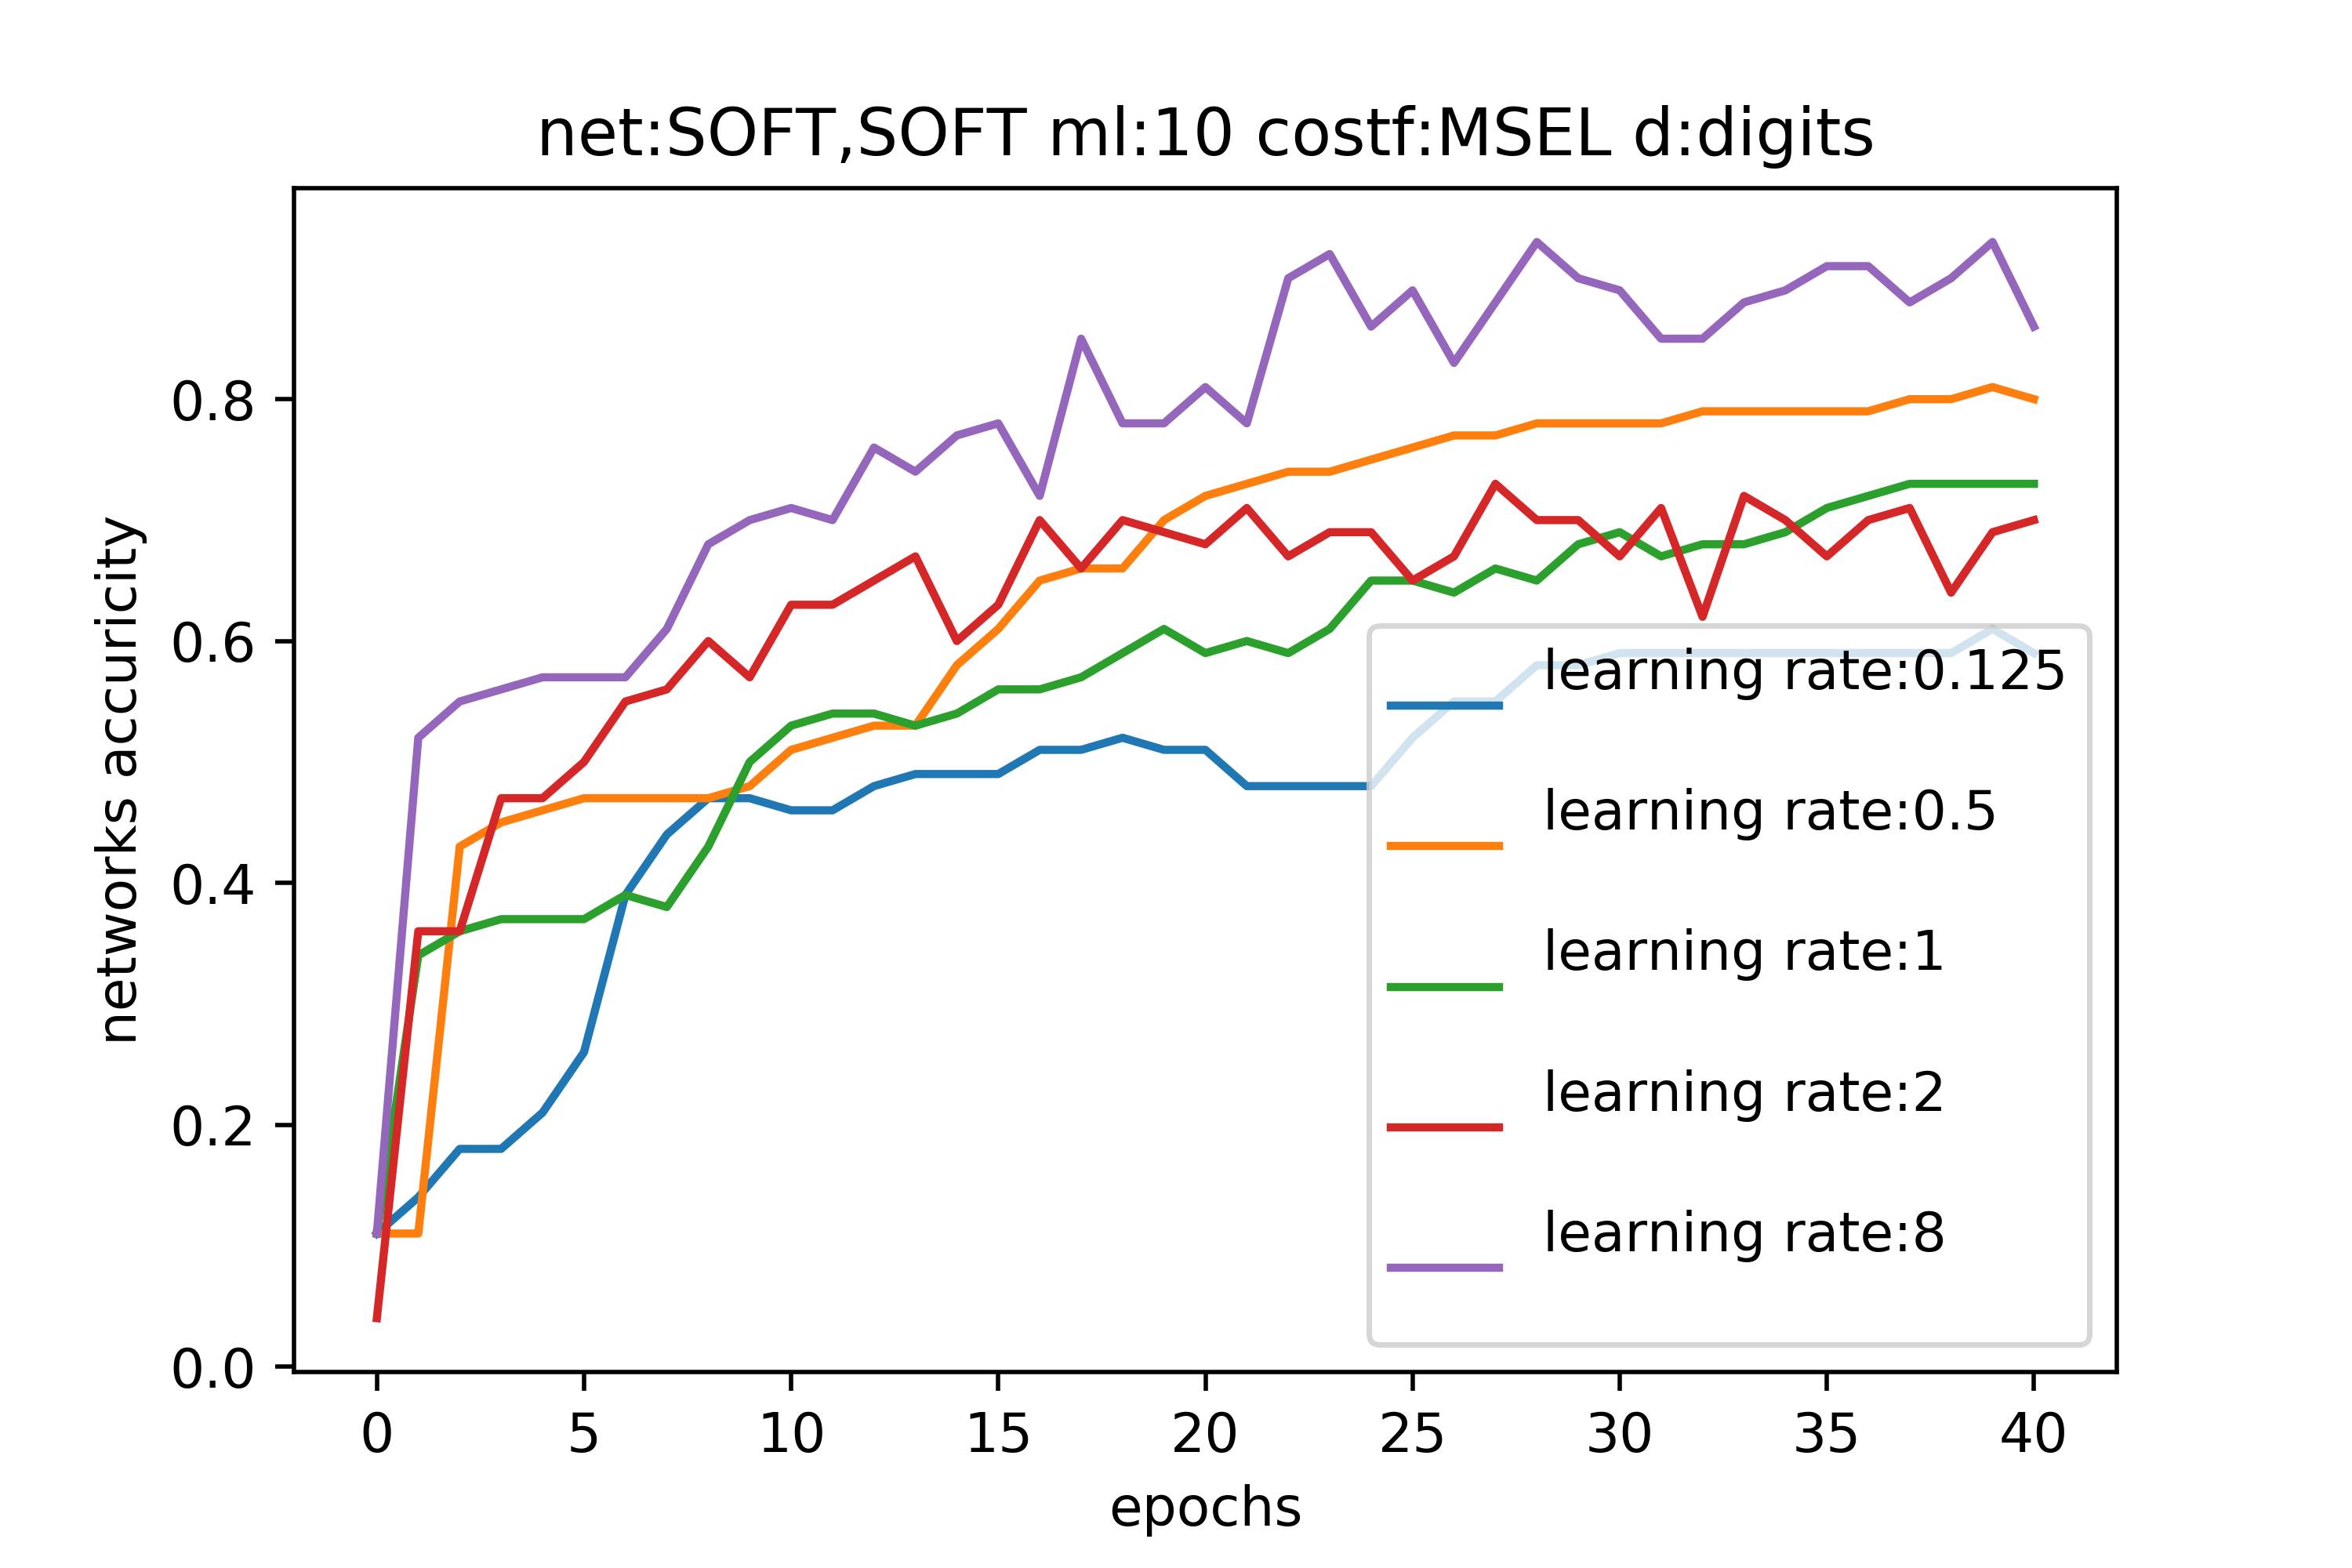 net:SOFT,SOFT ml:10 costf:MSEL d:digits
networks accuricity
0.8
0.6
0.4
0.2
0.0
learning rate:0.125
learning rate:0.5
learning rate:1
learning rate:2
learning rate:8
0 5 10 15 20 25 30 35 40
epochs